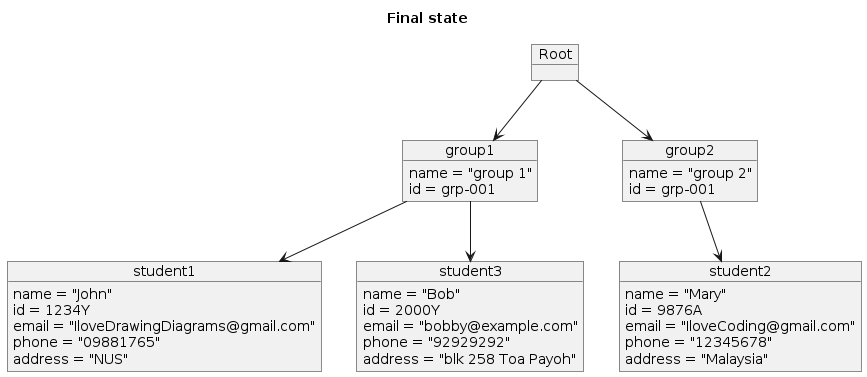 Final state
Root
group1
name = "group 1"
id = grp-001
group2
name = "group 2"
id = grp-001
student1
name = "John"
id = 1234Y
email = "IloveDrawingDiagrams@gmail.com"
phone = "09881765"
address = "NUS"
student3
name = "Bob"
id = 2000Y
email = "bobby@example.com"
phone = "92929292"
address = "blk 258 Toa Payoh"
student2
name = "Mary"
id = 9876A
email = "IloveCoding@gmail.com"
phone = "12345678"
address = "Malaysia"